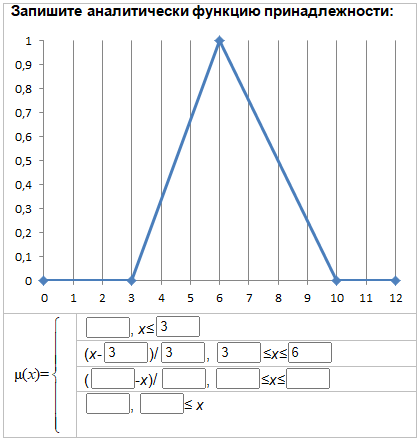 Запишите аналитически функцию принадлежности:
1
0,9
0,8
0,7
0,6
0,5
0,4
0,3
0,2
0,1
0
0 1 2 3 4 5 6 7 8 9 10 11 12
, x≤ 3
(x- 3 )/ 3 , 3 ≤x≤ 6
μ(x)=
( -x)/ , ≤x≤
, ≤ x